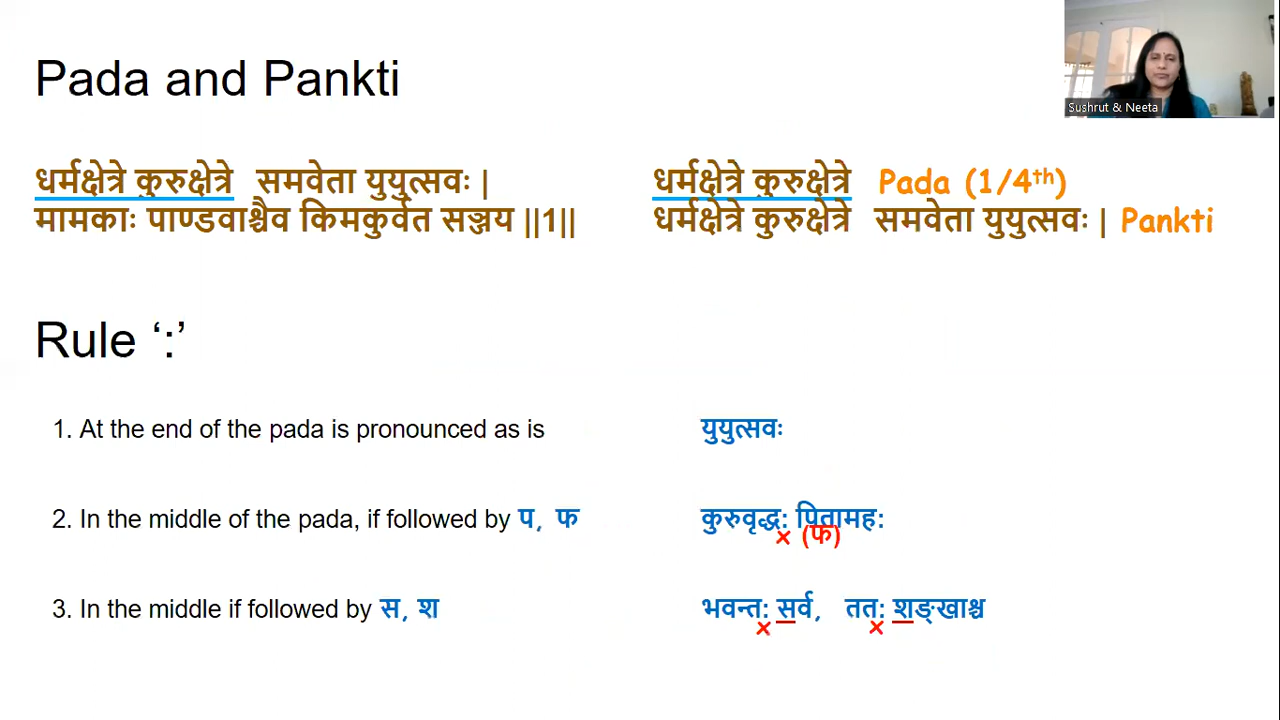 Pada and Pankti
Sushrut & Neeta
धर्मक्षेत्रे कुरुक्षेत्रे समवेता युयुत्सवः |
मामकाः पाण्डवाश्चैव किमकुर्वत सञ्जय ||1||
धर्मक्षेत्रे कुरुक्षेत्रे Pada (1/4th)
धर्मक्षेत्रे कुरुक्षेत्रे समवेता युयुत्सवः | Pankti
Rule ‘:’
1. At the end of the pada is pronounced as is युयुत्सवः
2. In the middle of the pada, if followed by प, फ कुरुवृद्ध: पितामह:
× (फ)
3. In the middle if followed by स, श भवन्त: सर्व, तत: शङ्खाश्च
× ×